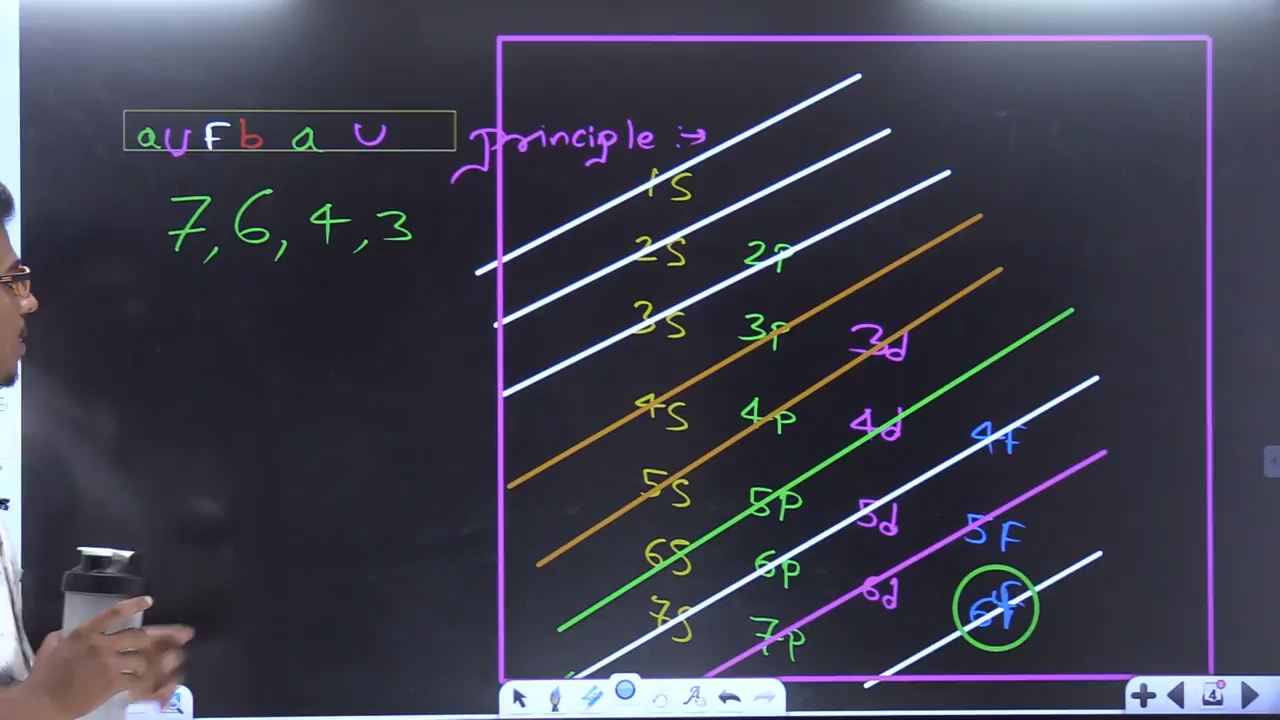 aUFb a U principle :→
7, 6, 4, 3
1S
2S 2p
3S 3p 3d
4S 4p 4d 4F
5S 5p 5d 5F
6S 6p 6d 6F
7S 7p
4